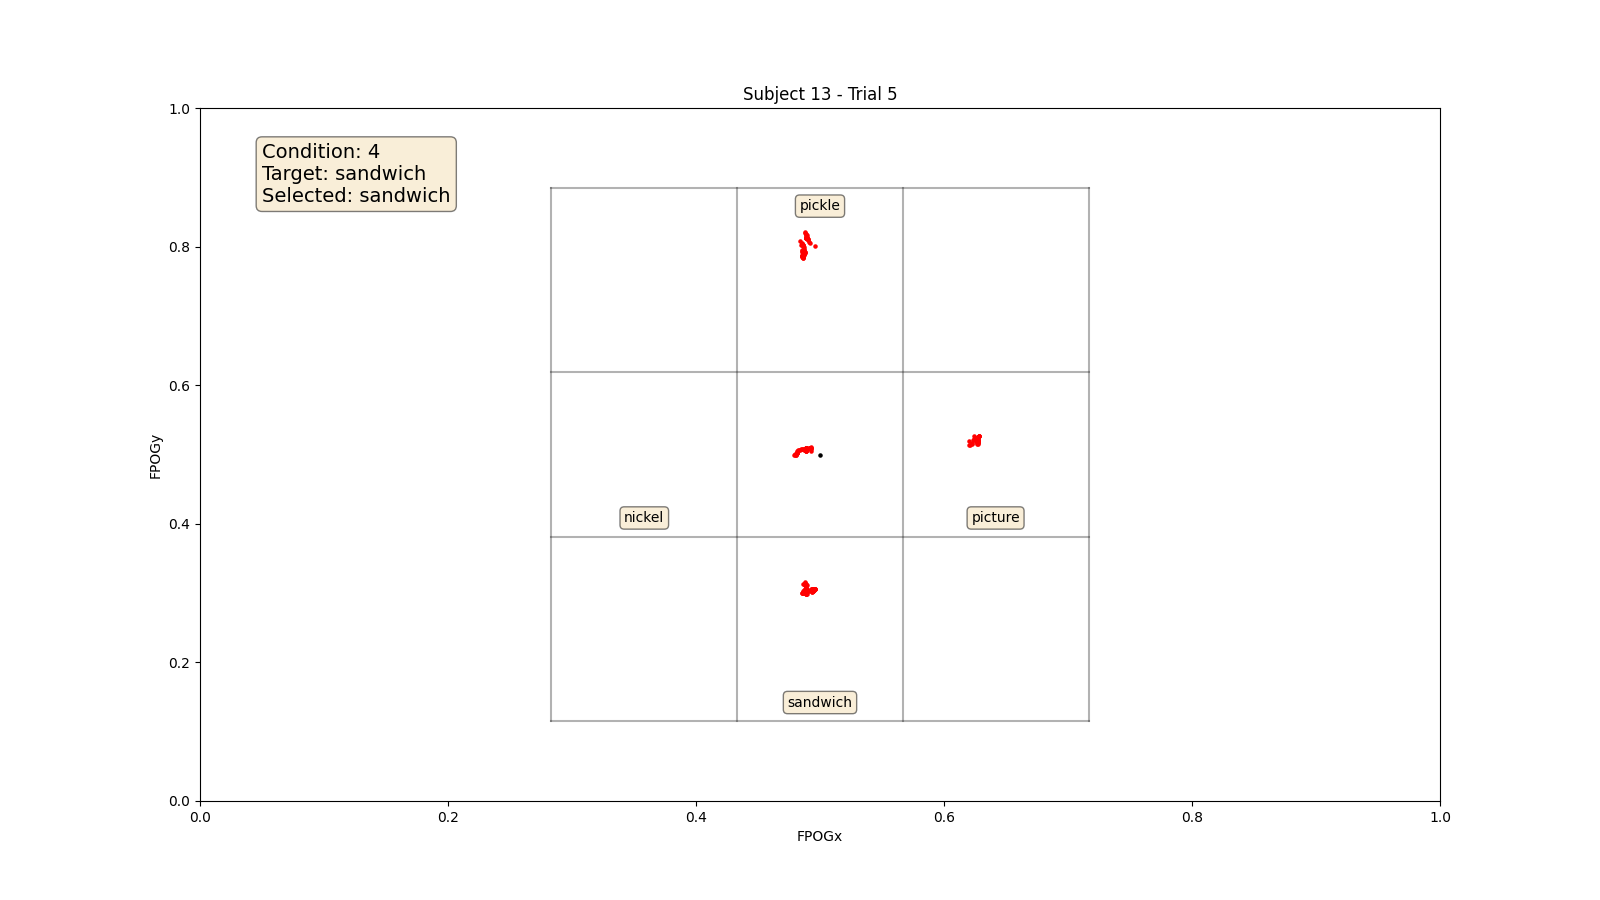 Subject 13 - Trial 5
1.0
Condition: 4
Target: sandwich
Selected: sandwich
pickle
0.8
0.6
FPOGy
0.4
nickel
picture
0.2
sandwich
0.0
0.0 0.2 0.4 0.6 0.8 1.0
FPOGx